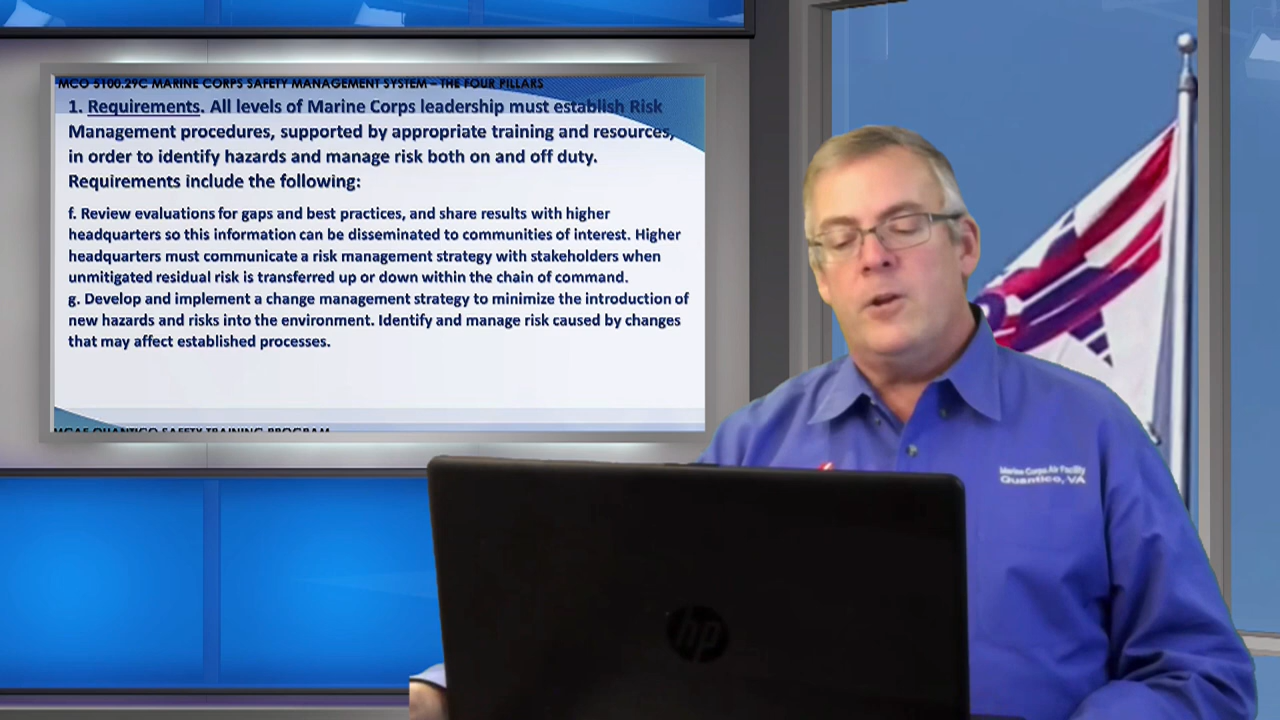 MCO 5100.29C MARINE CORPS SAFETY MANAGEMENT SYSTEM – THE FOUR PILLARS
1. Requirements. All levels of Marine Corps leadership must establish Risk
Management procedures, supported by appropriate training and resources,
in order to identify hazards and manage risk both on and off duty.
Requirements include the following:
f. Review evaluations for gaps and best practices, and share results with higher
headquarters so this information can be disseminated to communities of interest. Higher
headquarters must communicate a risk management strategy with stakeholders when
unmitigated residual risk is transferred up or down within the chain of command.
g. Develop and implement a change management strategy to minimize the introduction of
new hazards and risks into the environment. Identify and manage risk caused by changes
that may affect established processes.
MCAF QUANTICO SAFETY TRAINING PROGRAM
Marine Corps Air Facility
Quantico, VA
hp